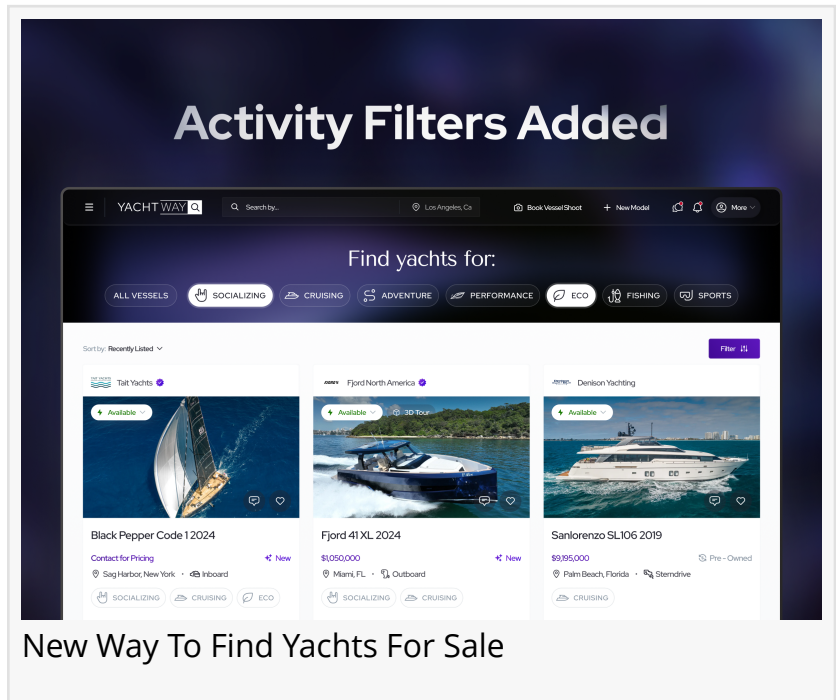 Activity Filters Added
YACHTWAY
Search by...
Los Angeles, Ca
Book Vessel Shoot
New Model
More
Find yachts for:
ALL VESSELS
SOCIALIZING
CRUISING
ADVENTURE
PERFORMANCE
ECO
FISHING
SPORTS
Sort by: Recently Listed
Filter
Tait Yachts
Fjord North America
Denison Yachting
Available
Available
3D Tour
Available
Black Pepper Code 1 2024
Fjord 41 XL 2024
Sanlorenzo SL106 2019
Contact for Pricing
New
$1,050,000
New
$9,195,000
Pre - Owned
Sag Harbor, New York • Inboard
Miami, FL • Outboard
Palm Beach, Florida • Sterndrive
SOCIALIZING
CRUISING
ECO
SOCIALIZING
CRUISING
CRUISING
New Way To Find Yachts For Sale